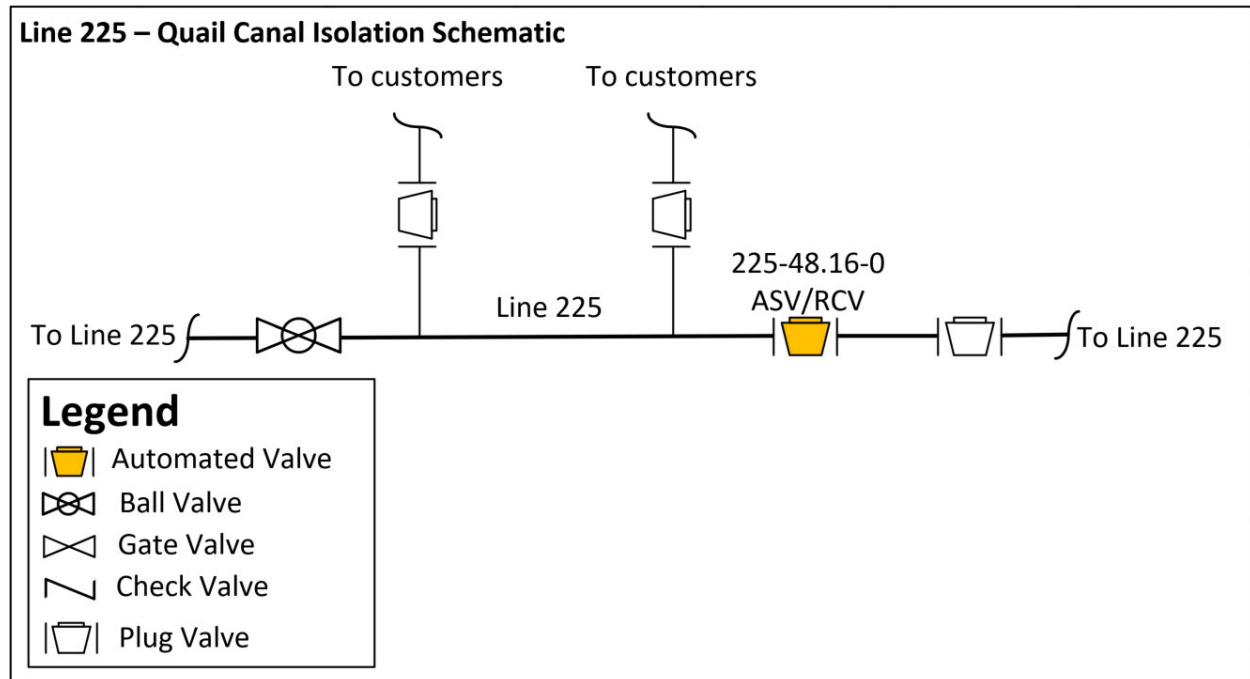 Line 225 – Quail Canal Isolation Schematic
To customers
To customers
225-48.16-0
ASV/RCV
Line 225
To Line 225
To Line 225
Legend
Automated Valve
Ball Valve
Gate Valve
Check Valve
Plug Valve